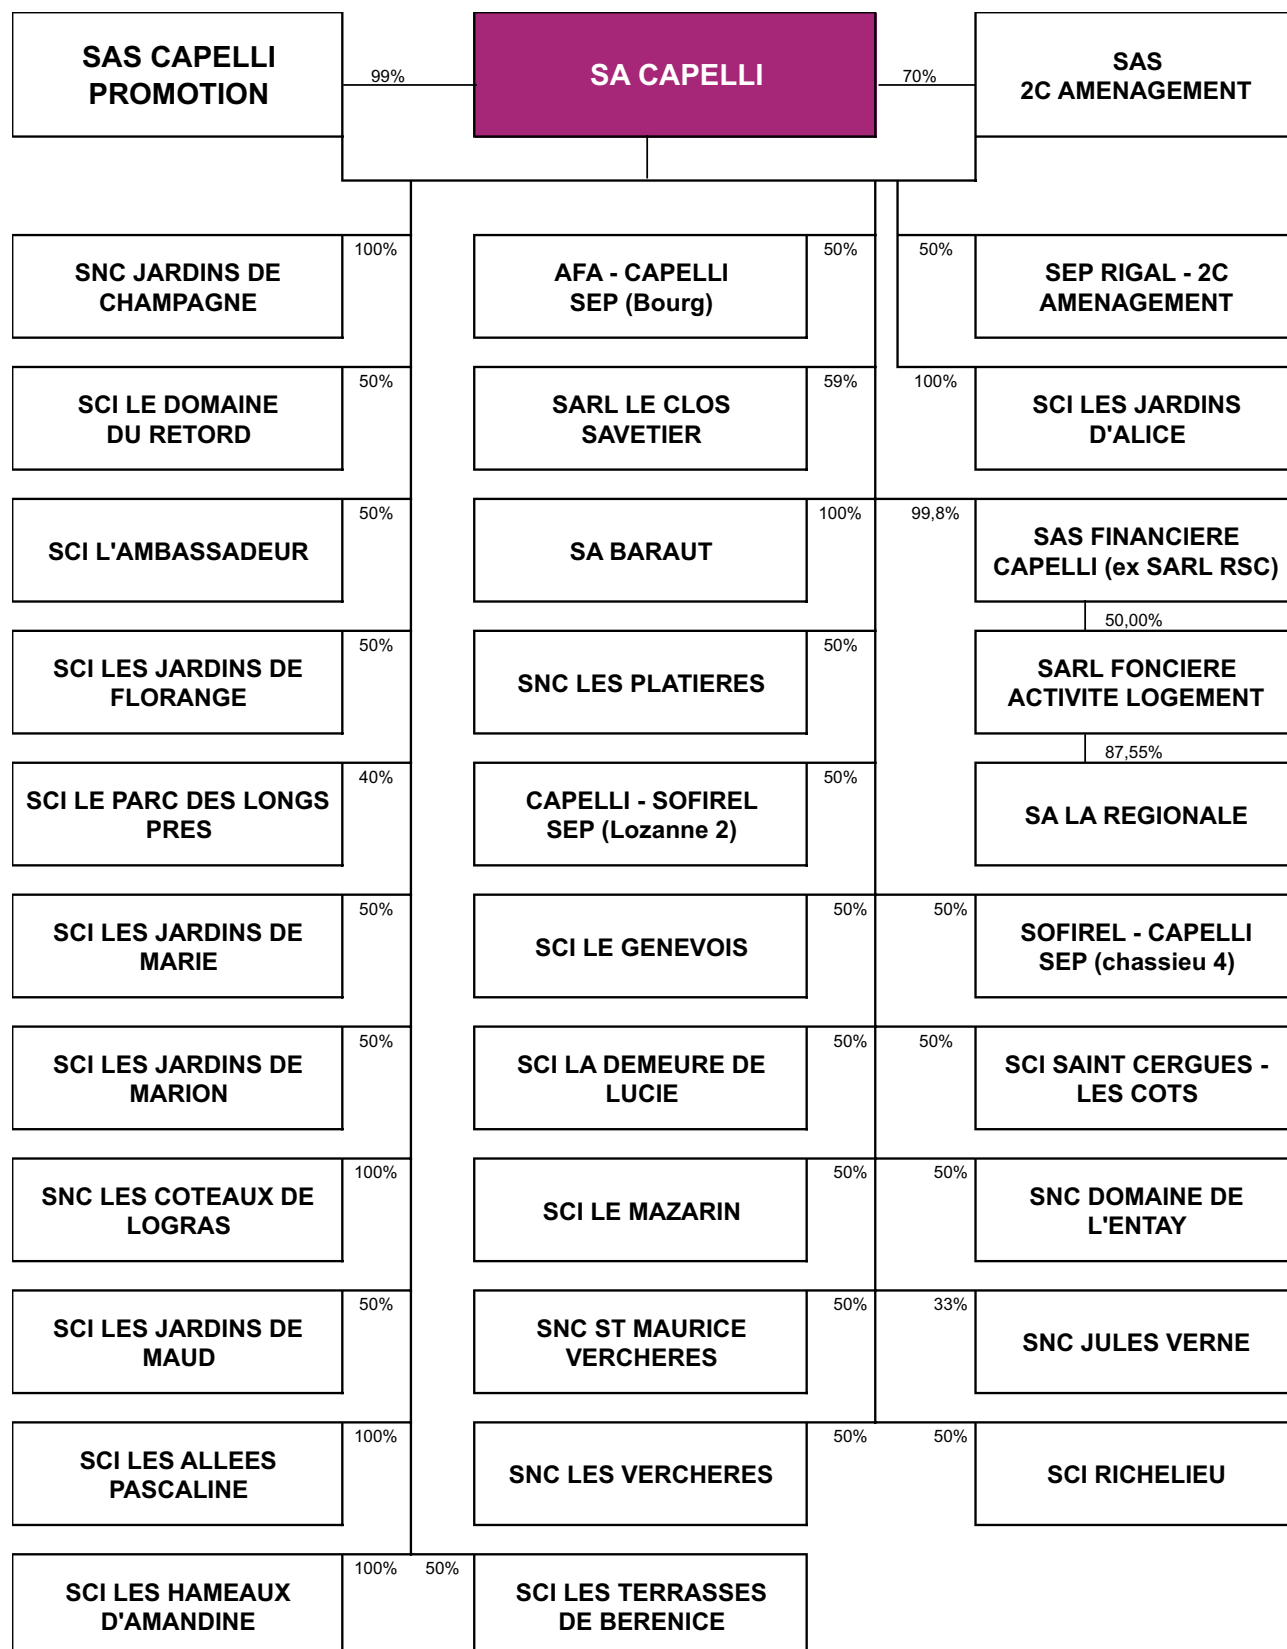 SAS CAPELLI
PROMOTION
99%
SA CAPELLI
70%
SAS
2C AMENAGEMENT
SNC JARDINS DE
CHAMPAGNE
100%
AFA - CAPELLI
SEP (Bourg)
50%
50%
SEP RIGAL - 2C
AMENAGEMENT
SCI LE DOMAINE
DU RETORD
50%
SARL LE CLOS
SAVETIER
59%
100%
SCI LES JARDINS
D'ALICE
SCI L'AMBASSADEUR
50%
SA BARAUT
100%
99,8%
SAS FINANCIERE
CAPELLI (ex SARL RSC)
50,00%
SCI LES JARDINS DE
FLORANGE
50%
SNC LES PLATIERES
50%
SARL FONCIERE
ACTIVITE LOGEMENT
87,55%
SCI LE PARC DES LONGS
PRES
40%
CAPELLI - SOFIREL
SEP (Lozanne 2)
50%
SA LA REGIONALE
SCI LES JARDINS DE
MARIE
50%
SCI LE GENEVOIS
50%
50%
SOFIREL - CAPELLI
SEP (chassieu 4)
SCI LES JARDINS DE
MARION
50%
SCI LA DEMEURE DE
LUCIE
50%
50%
SCI SAINT CERGUES -
LES COTS
SNC LES COTEAUX DE
LOGRAS
100%
SCI LE MAZARIN
50%
50%
SNC DOMAINE DE
L'ENTAY
SCI LES JARDINS DE
MAUD
50%
SNC ST MAURICE
VERCHERES
50%
33%
SNC JULES VERNE
SCI LES ALLEES
PASCALINE
100%
SNC LES VERCHERES
50%
50%
SCI RICHELIEU
SCI LES HAMEAUX
D'AMANDINE
100%
50%
SCI LES TERRASSES
DE BERENICE